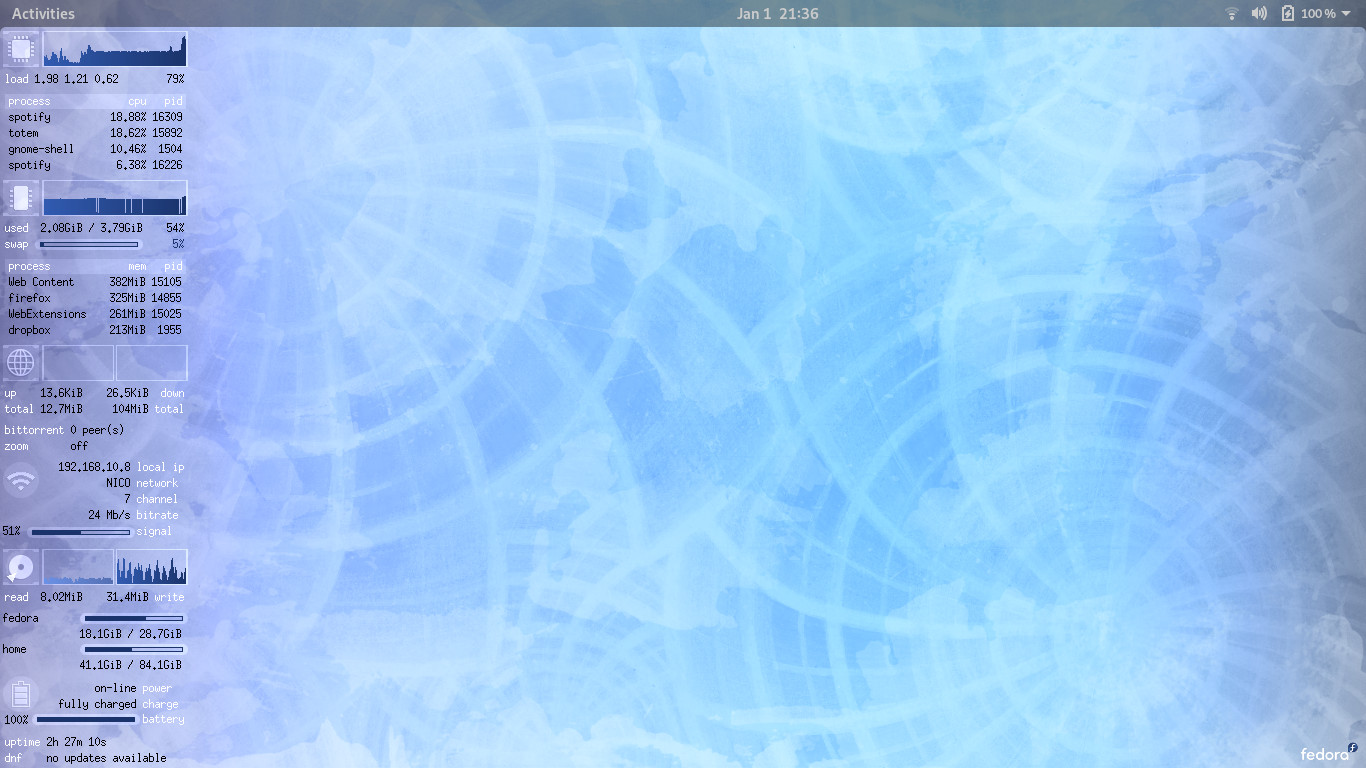 Activities Jan 1 21:36 100 %
load 1.98 1.21 0.62 79%
process cpu pid
spotify 18.88% 16309
totem 18.62% 15892
gnome-shell 10.46% 1504
spotify 6.38% 16226
used 2.08GiB / 3.79GiB 54%
swap 5%
process mem pid
Web Content 382MiB 15105
firefox 325MiB 14855
WebExtensions 261MiB 15025
dropbox 213MiB 1955
up 13.6KiB 26.5KiB down
total 12.7MiB 104MiB total
bittorrent 0 peer(s)
zoom off
192.168.10.8 local ip
NICO network
7 channel
24 Mb/s bitrate
51% signal
read 8.02MiB 31.4MiB write
fedora
18.1GiB / 28.7GiB
home
41.1GiB / 84.1GiB
on-line power
fully charged charge
100% battery
uptime 2h 27m 10s
dnf no updates available
fedora